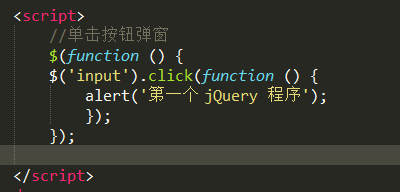 <script>
//单击按钮弹窗
$(function () {
$('input').click(function () {
alert('第一个 jQuery 程序');
});
});
</script>